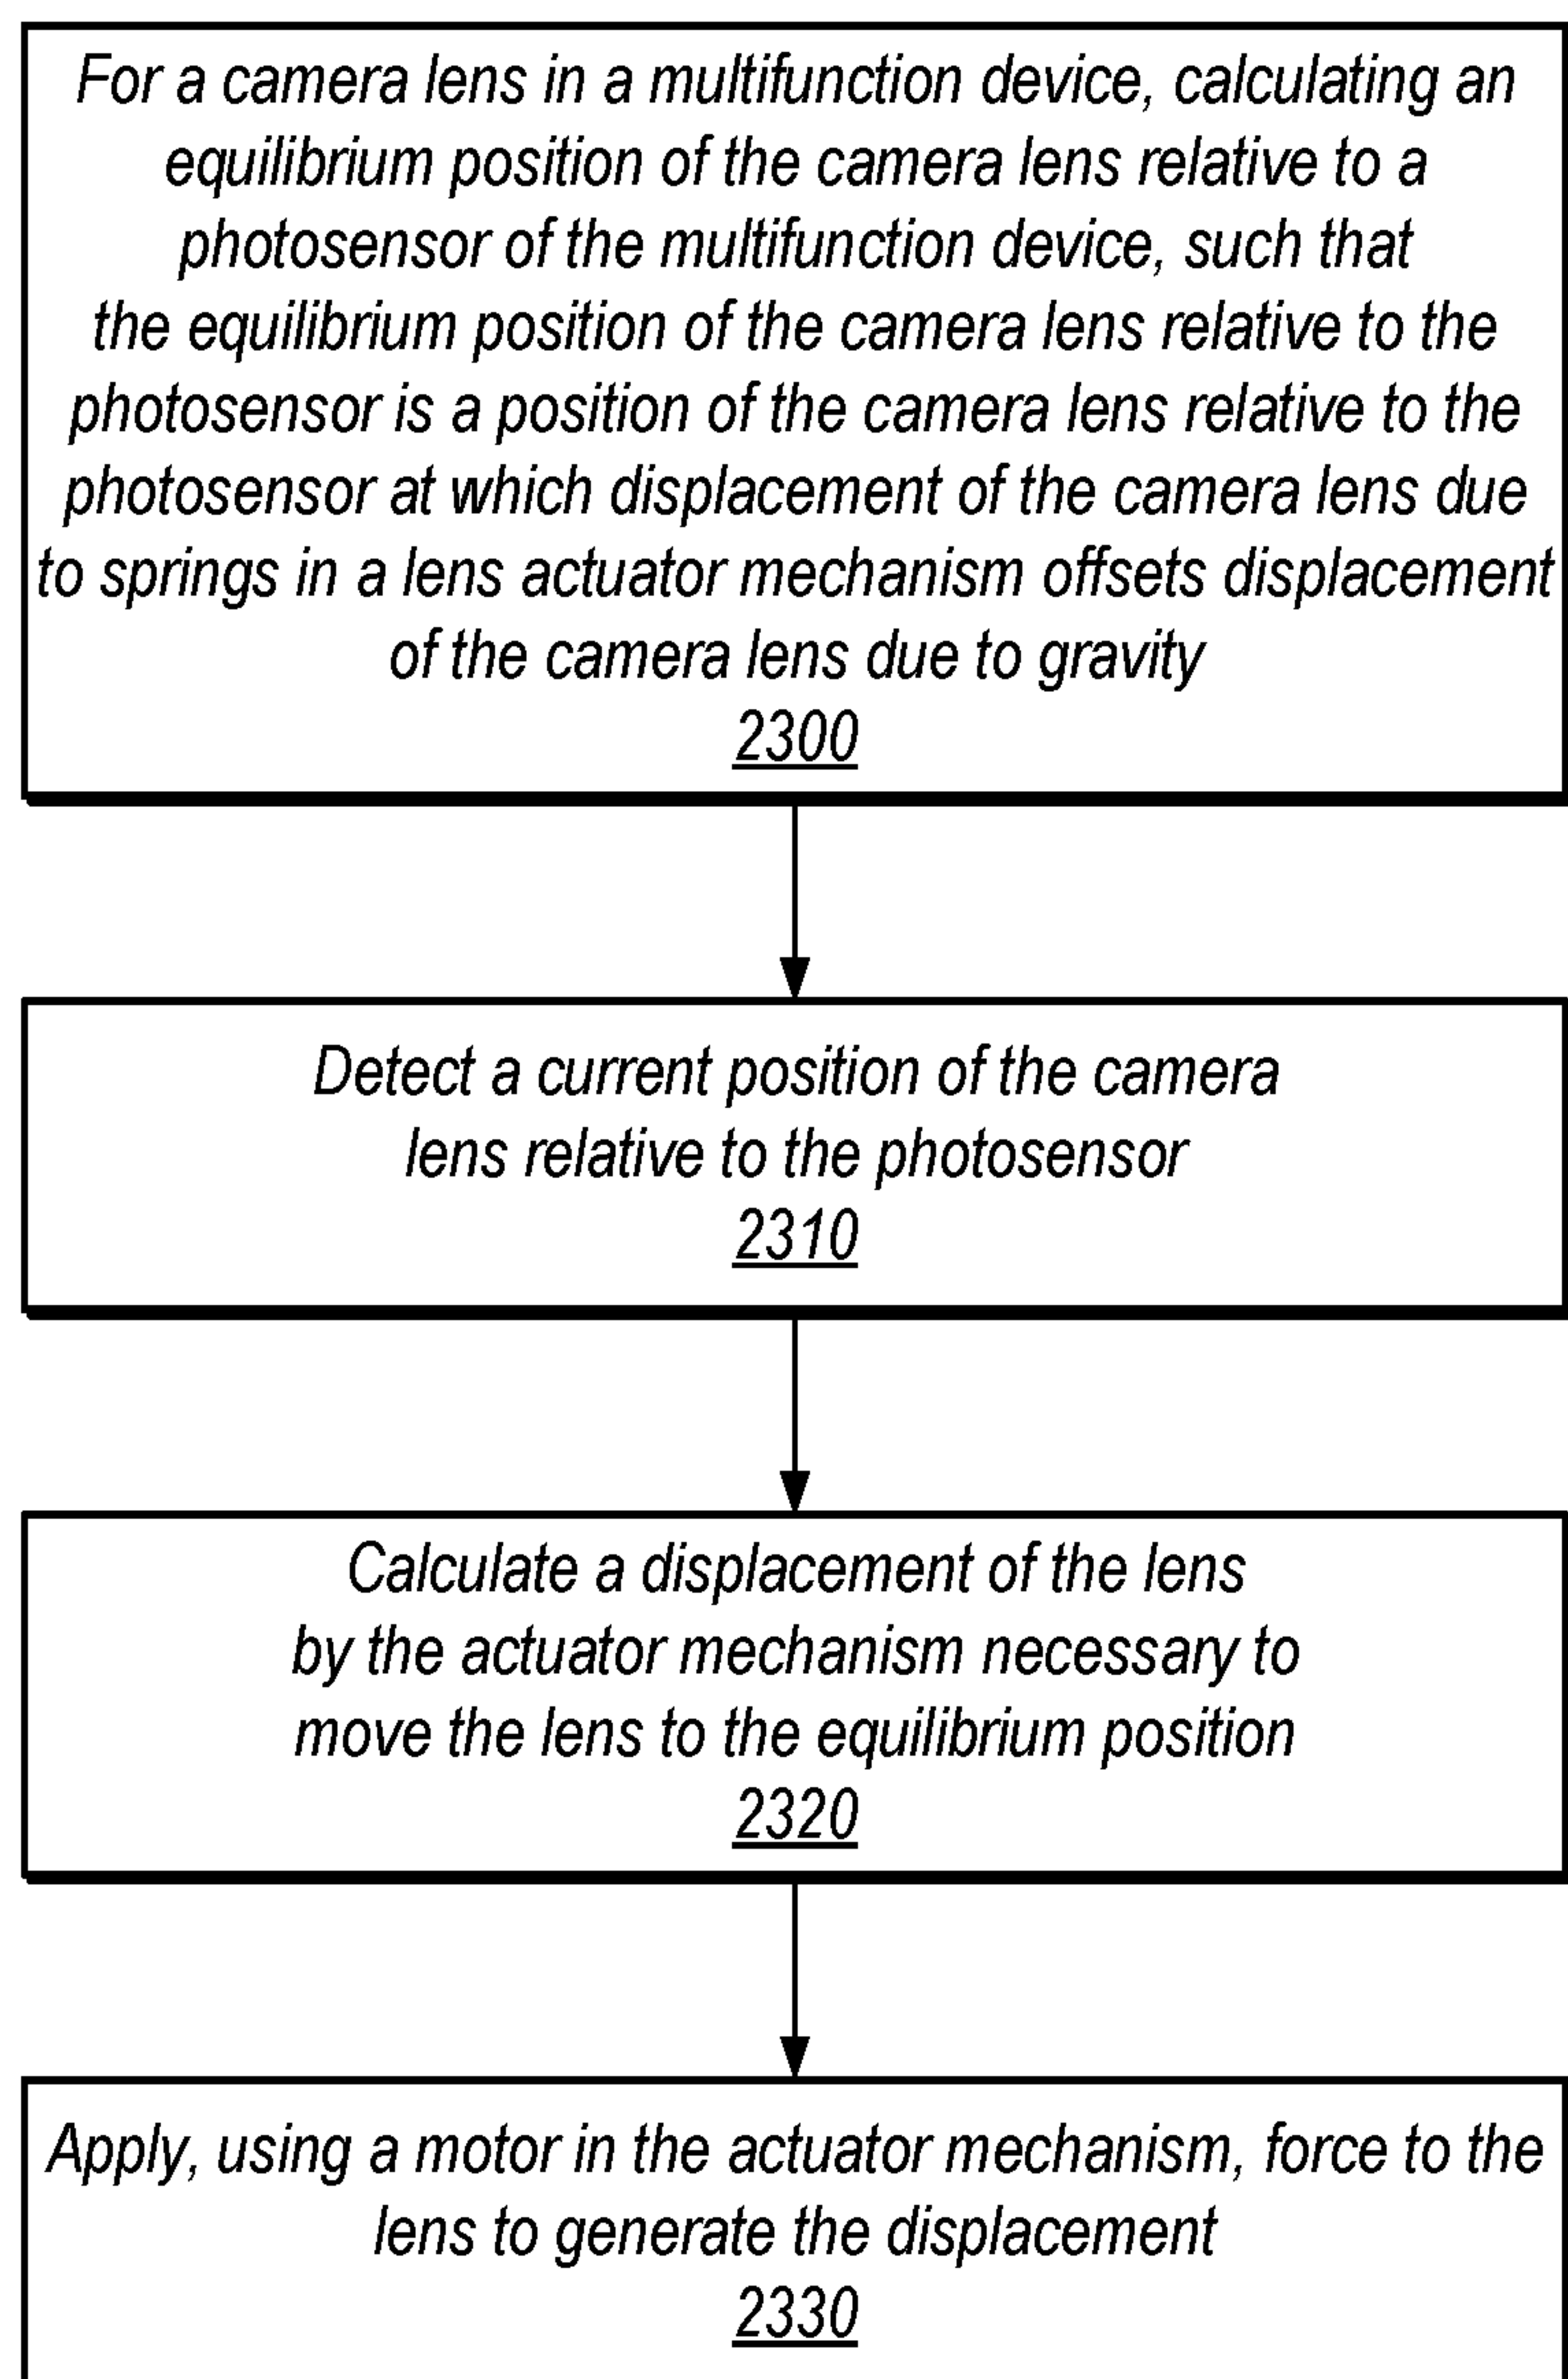 For a camera lens in a multifunction device, calculating an
equilibrium position of the camera lens relative to a
photosensor of the multifunction device, such that
the equilibrium position of the camera lens relative to the
photosensor is a position of the camera lens relative to the
photosensor at which displacement of the camera lens due
to springs in a lens actuator mechanism offsets displacement
of the camera lens due to gravity
2300
Detect a current position of the camera
lens relative to the photosensor
2310
Calculate a displacement of the lens
by the actuator mechanism necessary to
move the lens to the equilibrium position
2320
Apply, using a motor in the actuator mechanism, force to the
lens to generate the displacement
2330